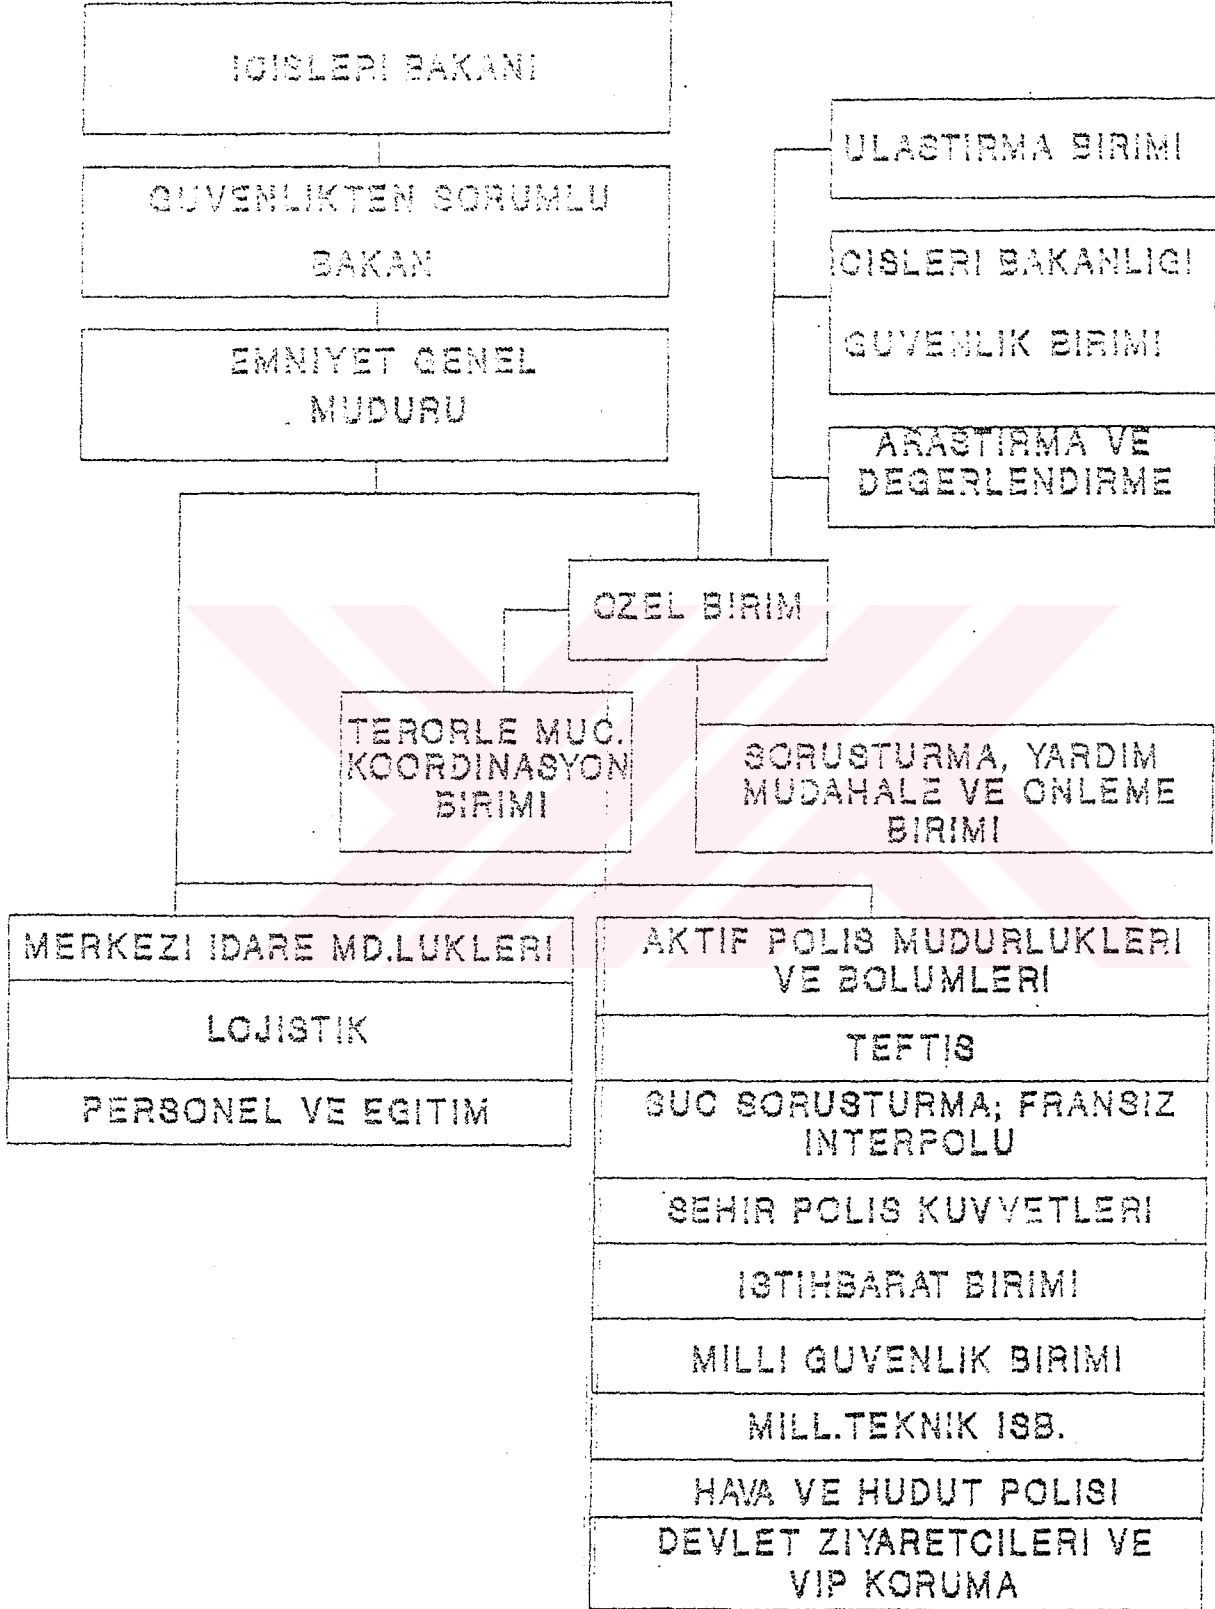 ICISLERI BAKANI
GUVENLIKTEN SORUMLU
BAKAN
EMNIYET GENEL
MUDURU
ULASTIRMA BIRIMI
ICISLERI BAKANLIGI
GUVENLIK BIRIMI
ARASTIRMA VE
DEGERLENDIRME
OZEL BIRIM
TERORLE MUC.
KOORDINASYON
BIRIMI
SORUSTURMA, YARDIM
MUDAHALE VE ONLEME
BIRIMI
MERKEZI IDARE MD.LUKLERI
LOJISTIK
PERSONEL VE EGITIM
AKTIF POLIS MUDURLUKLERI
VE BOLUMLERI
TEFTIS
SUC SORUSTURMA; FRANSIZ
INTERPOLU
SEHIR POLIS KUVVETLERI
ISTIHBARAT BIRIMI
MILLI GUVENLIK BIRIMI
MILL.TEKNIK ISB.
HAVA VE HUDUT POLISI
DEVLET ZIYARETCILERI VE
VIP KORUMA